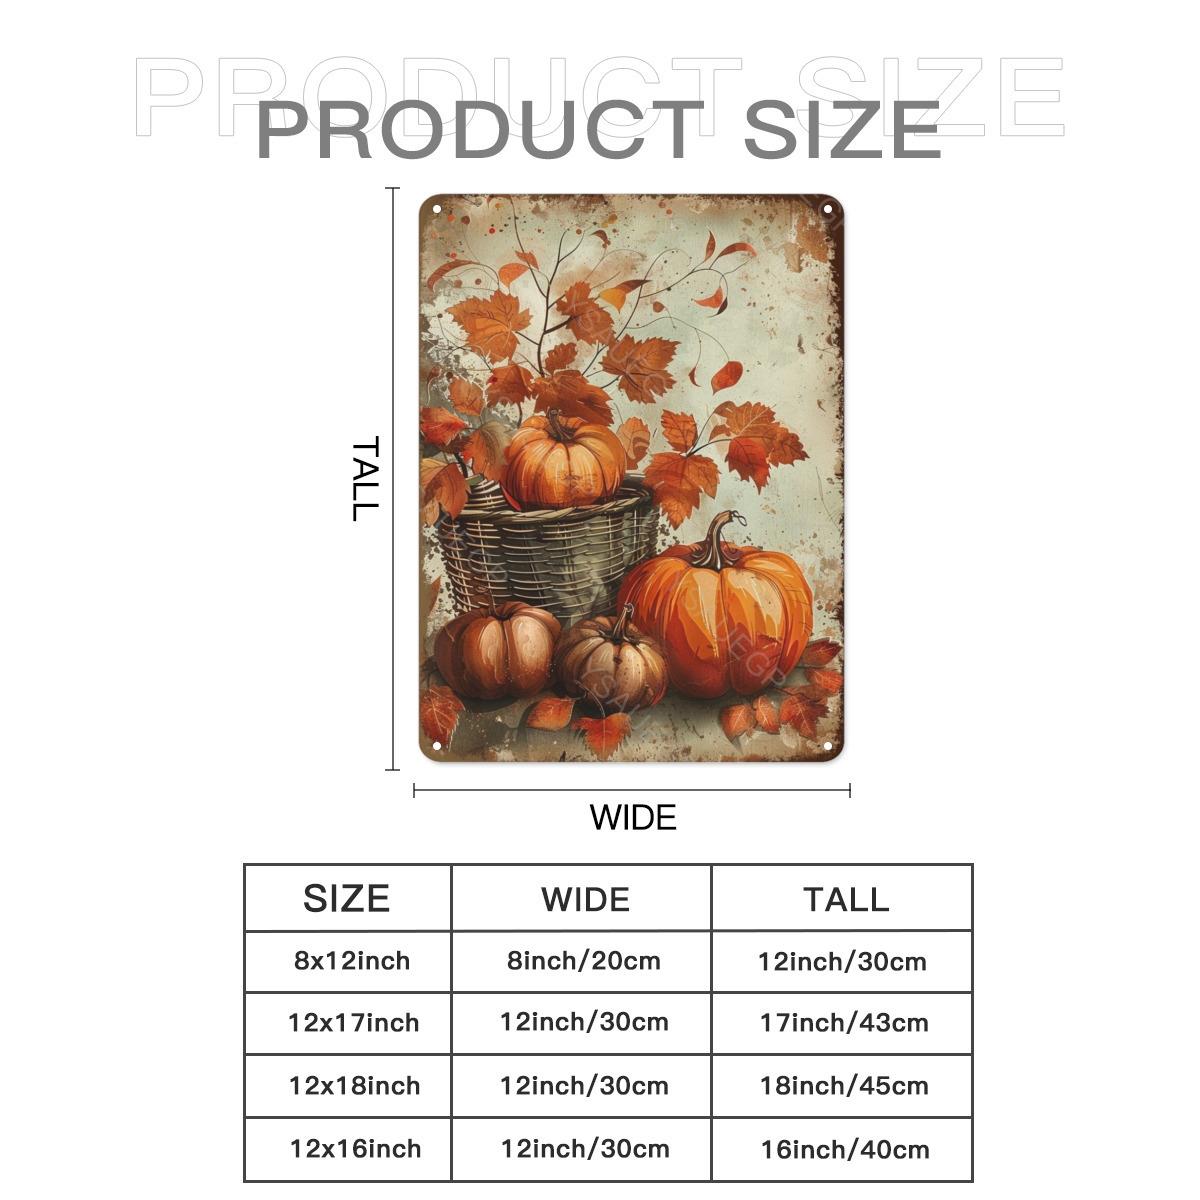 PRODUCT SIZE
PRODUCT SIZE
TALL
WIDE
SIZE WIDE TALL
8x12inch 8inch/20cm 12inch/30cm
12x17inch 12inch/30cm 17inch/43cm
12x18inch 12inch/30cm 18inch/45cm
12x16inch 12inch/30cm 16inch/40cm